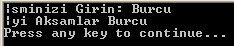 ¦sminizi Girin: Burcu
¦yi Aksamlar Burcu
Press any key to continue...